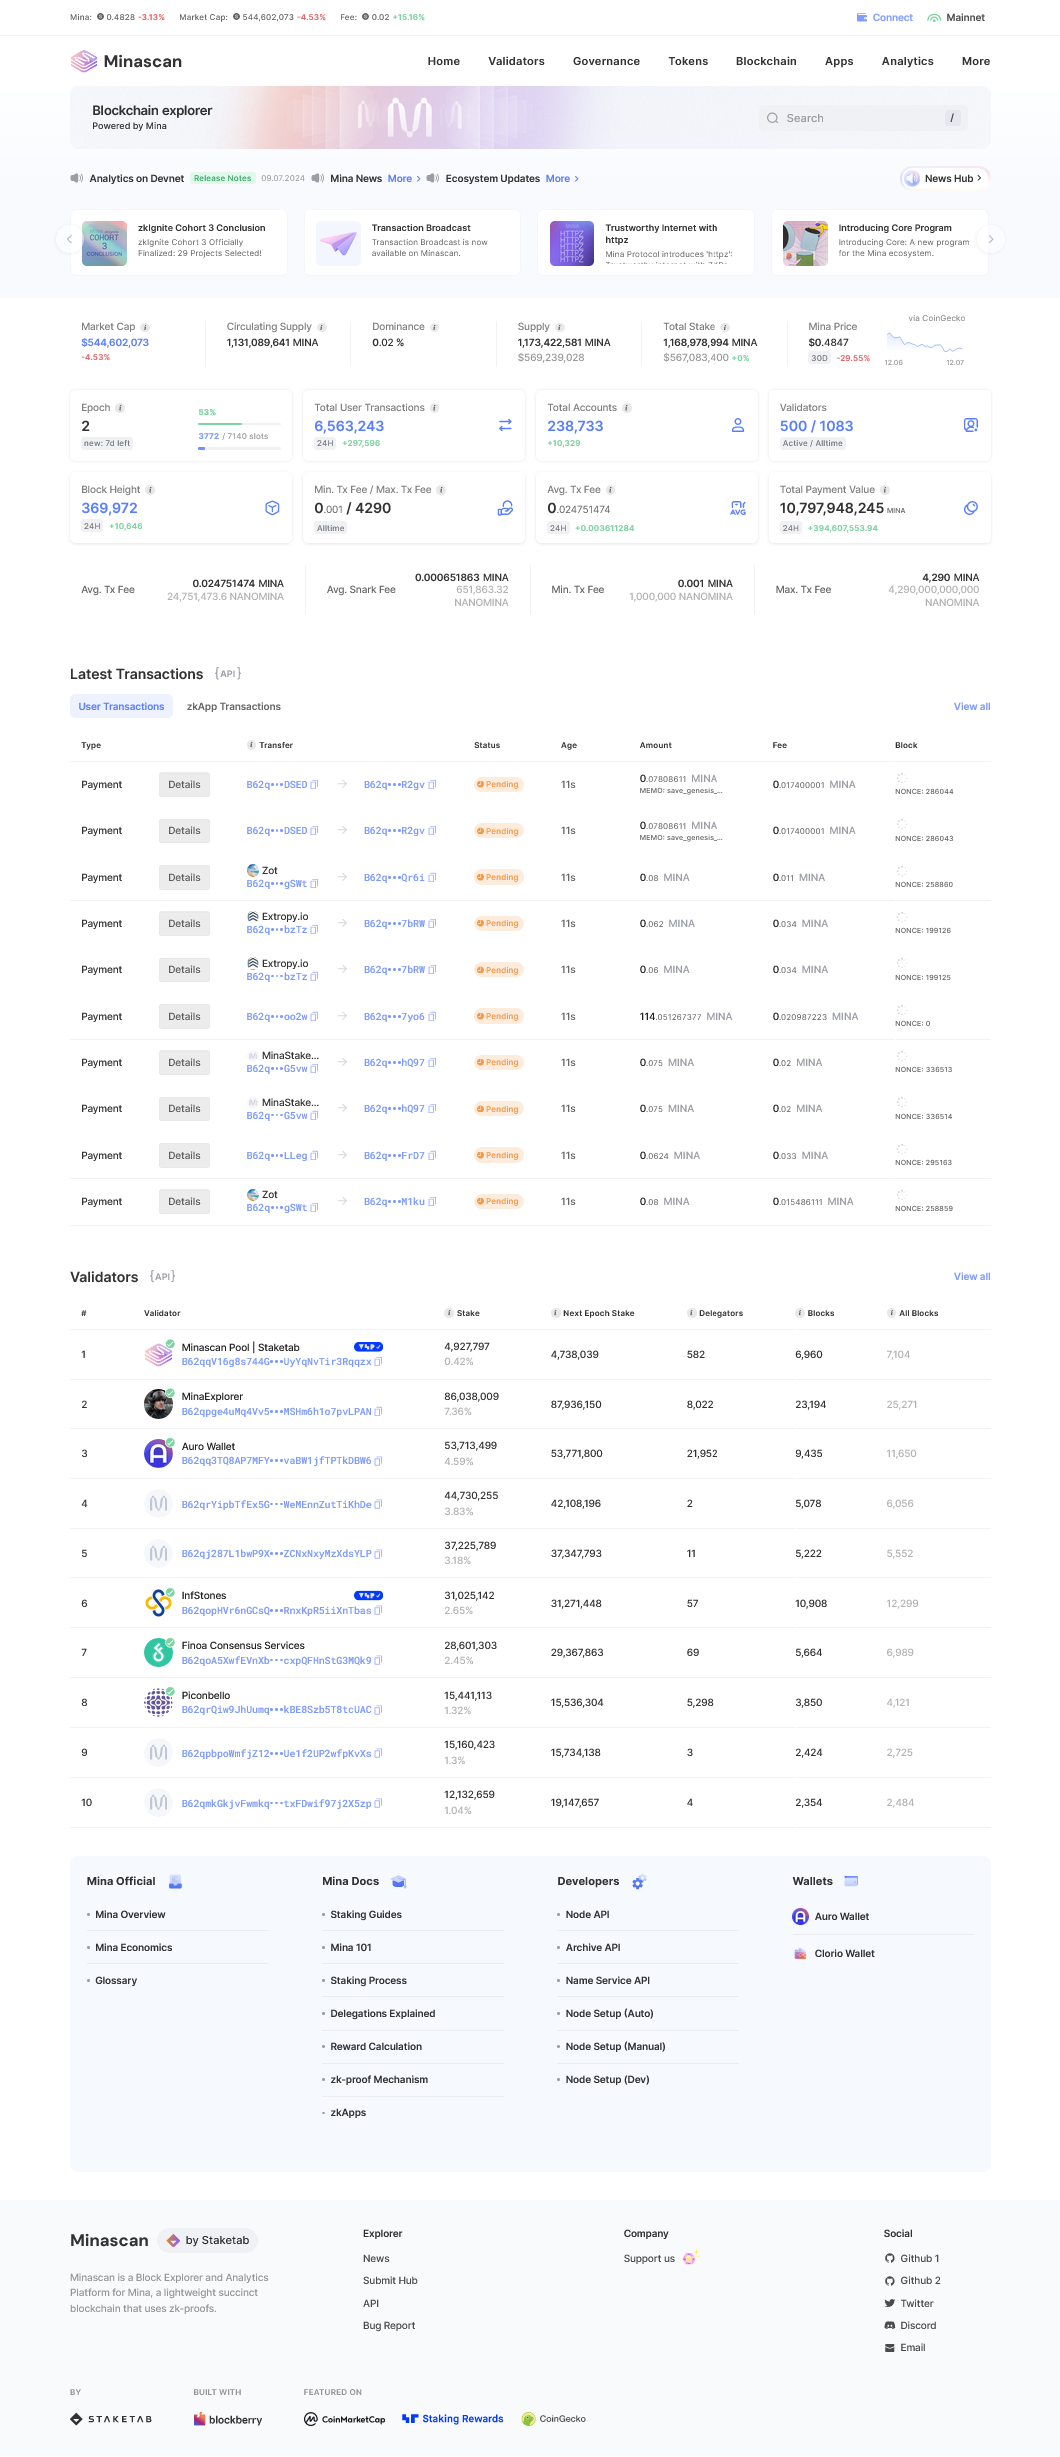 Mina: 0.4828 -3.13% Market Cap: 544,602,073 -4.53% Fee: 0.02 +15.16% Connect Mainnet
Minascan Home Validators Governance Tokens Blockchain Apps Analytics More
Blockchain explorer
Powered by Mina
Search /
Analytics on Devnet Release Notes 09.07.2024 Mina News More > Ecosystem Updates More > News Hub >
COHORT
3
CONCLUSION
zkIgnite Cohort 3 Conclusion
zkIgnite Cohort 3 Officially
Finalized: 29 Projects Selected!
Transaction Broadcast
Transaction Broadcast is now
available on Minascan.
MINA
HTTPZ
HTTPZ
HTTPZ
HTTPZ
Trustworthy Internet with
httpz
Mina Protocol introduces 'httpz':
Introducing Core Program
Introducing Core: A new program
for the Mina ecosystem.
Market Cap
$544,602,073
-4.53%
Circulating Supply
1,131,089,641 MINA
Dominance
0.02 %
Supply
1,173,422,581 MINA
$569,239,028
Total Stake
1,168,978,994 MINA
$567,083,400 +0%
Mina Price
$0.4847
30D -29.55%
via CoinGecko
12.06 12.07
Epoch
2
new: 7d left
53%
3772 / 7140 slots
Total User Transactions
6,563,243
24H +297,596
Total Accounts
238,733
+10,329
Validators
500 / 1083
Active / Alltime
Block Height
369,972
24H +10,646
Min. Tx Fee / Max. Tx Fee
0.001 / 4290
Alltime
Avg. Tx Fee
0.024751474
24H +0.003611284
AVG
Total Payment Value
10,797,948,245 MINA
24H +394,607,553.94
Avg. Tx Fee
0.024751474 MINA
24,751,473.6 NANOMINA
Avg. Snark Fee
0.000651863 MINA
651,863.32
NANOMINA
Min. Tx Fee
0.001 MINA
1,000,000 NANOMINA
Max. Tx Fee
4,290 MINA
4,290,000,000,000
NANOMINA
Latest Transactions {API}
User Transactions zkApp Transactions View all
Type Transfer Status Age Amount Fee Block
Payment Details B62q•••DSED → B62q•••R2gv Pending 11s 0.07808611 MINA 0.017400001 MINA
MEMO: save_genesis_... NONCE: 286044
Payment Details B62q•••DSED → B62q•••R2gv Pending 11s 0.07808611 MINA 0.017400001 MINA
MEMO: save_genesis_... NONCE: 286043
Zot
Payment Details B62q•••gSWt → B62q•••Qr6i Pending 11s 0.08 MINA 0.011 MINA NONCE: 258860
Extropy.io
Payment Details B62q•••bzTz → B62q•••7bRW Pending 11s 0.062 MINA 0.034 MINA NONCE: 199126
Extropy.io
Payment Details B62q•••bzTz → B62q•••7bRW Pending 11s 0.06 MINA 0.034 MINA NONCE: 199125
Payment Details B62q•••oo2w → B62q•••7yo6 Pending 11s 114.051267377 MINA 0.020987223 MINA NONCE: 0
MinaStake...
Payment Details B62q•••G5vw → B62q•••hQ97 Pending 11s 0.075 MINA 0.02 MINA NONCE: 336513
MinaStake...
Payment Details B62q•••G5vw → B62q•••hQ97 Pending 11s 0.075 MINA 0.02 MINA NONCE: 336514
Payment Details B62q•••LLeg → B62q•••FrD7 Pending 11s 0.0624 MINA 0.033 MINA NONCE: 295163
Zot
Payment Details B62q•••gSWt → B62q•••M1ku Pending 11s 0.08 MINA 0.015486111 MINA NONCE: 258859
Validators {API} View all
# Validator Stake Next Epoch Stake Delegators Blocks All Blocks
1 Minascan Pool | Staketab 4,927,797 4,738,039 582 6,960 7,104
B62qqV16g8s744G•••UyYqNvTir3Rqqzx 0.42%
2 MinaExplorer 86,038,009 87,936,150 8,022 23,194 25,271
B62qpge4uMq4Vv5•••MSHm6h1o7pvLPAN 7.36%
3 Auro Wallet 53,713,499 53,771,800 21,952 9,435 11,650
B62qq3TQ8AP7MFY•••vaBW1jfTPTkDBW6 4.59%
4 B62qrYipbTfEx5G•••WeMEnnZutTiKhDe 44,730,255 42,108,196 2 5,078 6,056
3.83%
5 B62qj287L1bwP9X•••ZCNxNxyMzXdsYLP 37,225,789 37,347,793 11 5,222 5,552
3.18%
6 InfStones 31,025,142 31,271,448 57 10,908 12,299
B62qopHVr6nGCsQ•••RnxKpR5iiXnTbas 2.65%
7 Finoa Consensus Services 28,601,303 29,367,863 69 5,664 6,989
B62qoA5XwfEVnXb•••cxpQFHnStG3MQk9 2.45%
8 Piconbello 15,441,113 15,536,304 5,298 3,850 4,121
B62qrQiw9JhUumq•••kBE8Szb5T8tcUAC 1.32%
9 B62qpbpoWmfjZ12•••Ue1f2UP2wfpKvXs 15,160,423 15,734,138 3 2,424 2,725
1.3%
10 B62qmkGkjvFwmkq•••txFDwif97j2X5zp 12,132,659 19,147,657 4 2,354 2,484
1.04%
Mina Official
Mina Overview
Mina Economics
Glossary
Mina Docs
Staking Guides
Mina 101
Staking Process
Delegations Explained
Reward Calculation
zk-proof Mechanism
zkApps
Developers
Node API
Archive API
Name Service API
Node Setup (Auto)
Node Setup (Manual)
Node Setup (Dev)
Wallets
Auro Wallet
Clorio Wallet
Minascan by Staketab
Minascan is a Block Explorer and Analytics
Platform for Mina, a lightweight succinct
blockchain that uses zk-proofs.
Explorer
News
Submit Hub
API
Bug Report
Company
Support us
Social
Github 1
Github 2
Twitter
Discord
Email
BY
STAKETAB
BUILT WITH
blockberry
FEATURED ON
CoinMarketCap Staking Rewards CoinGecko